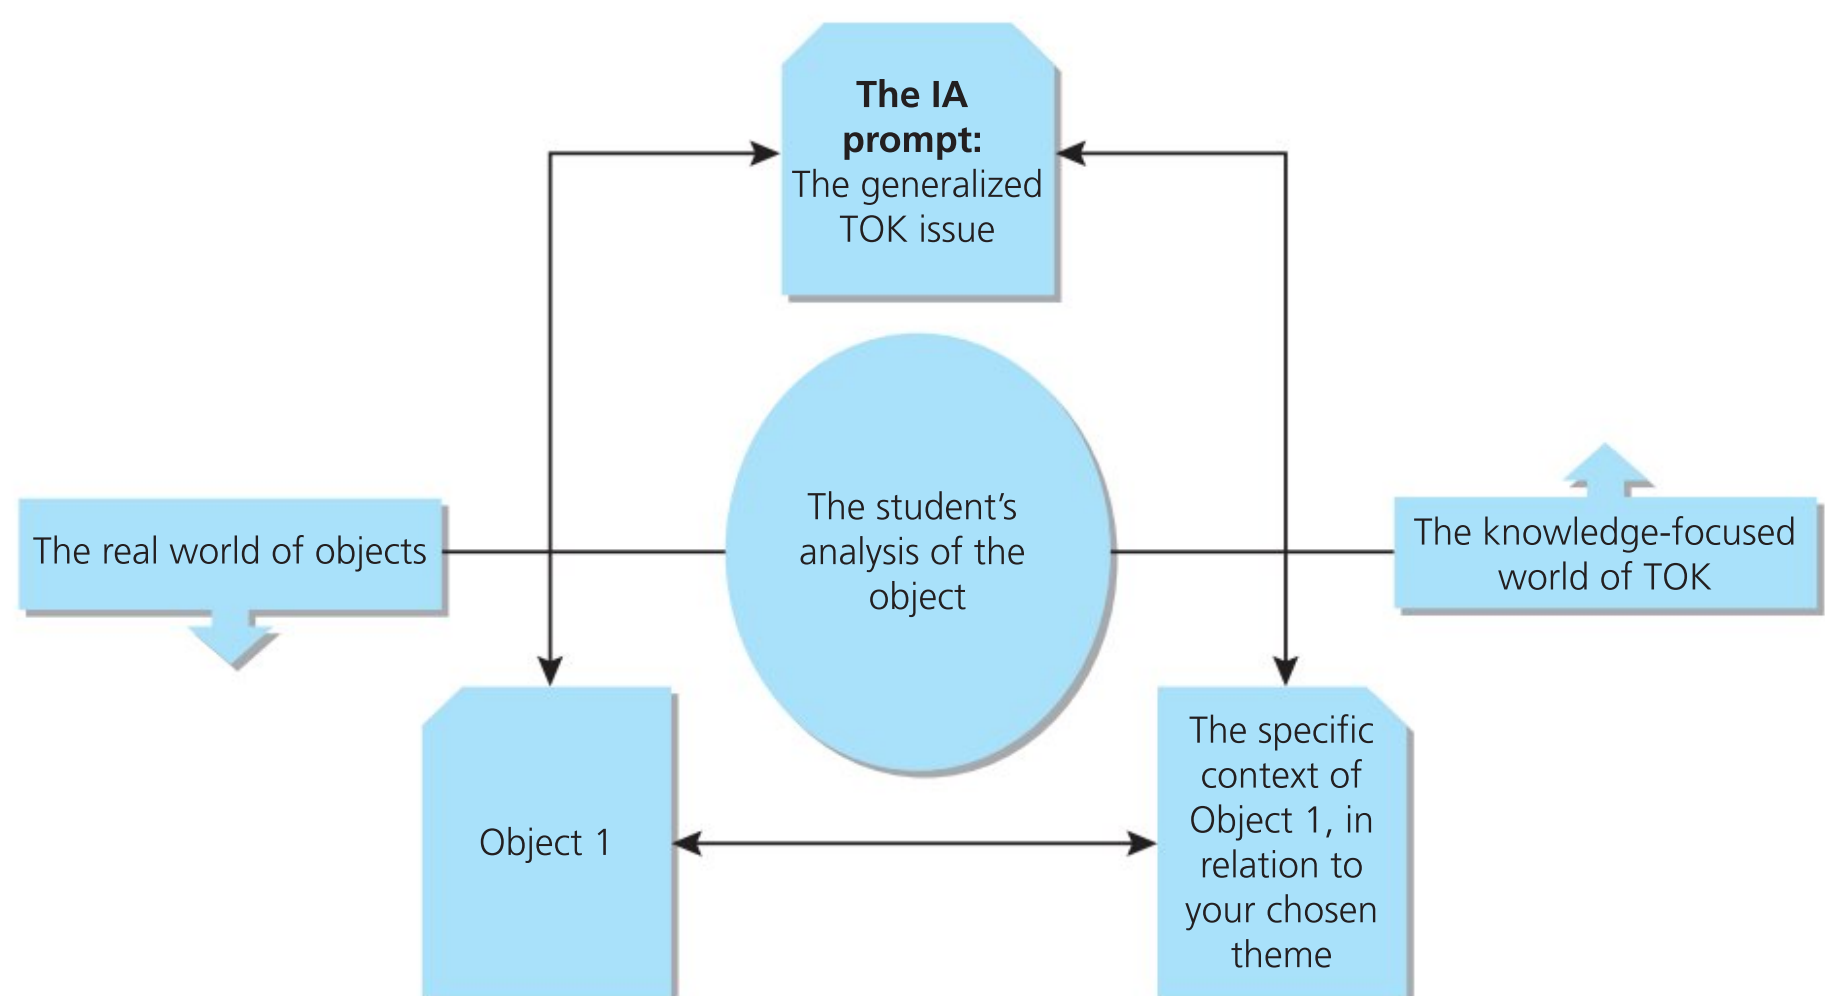 The IA
prompt:
The generalized
TOK issue
The student’s
analysis of the
object
The real world of objects
The knowledge-focused
world of TOK
Object 1
The specific
context of
Object 1, in
relation to
your chosen
theme